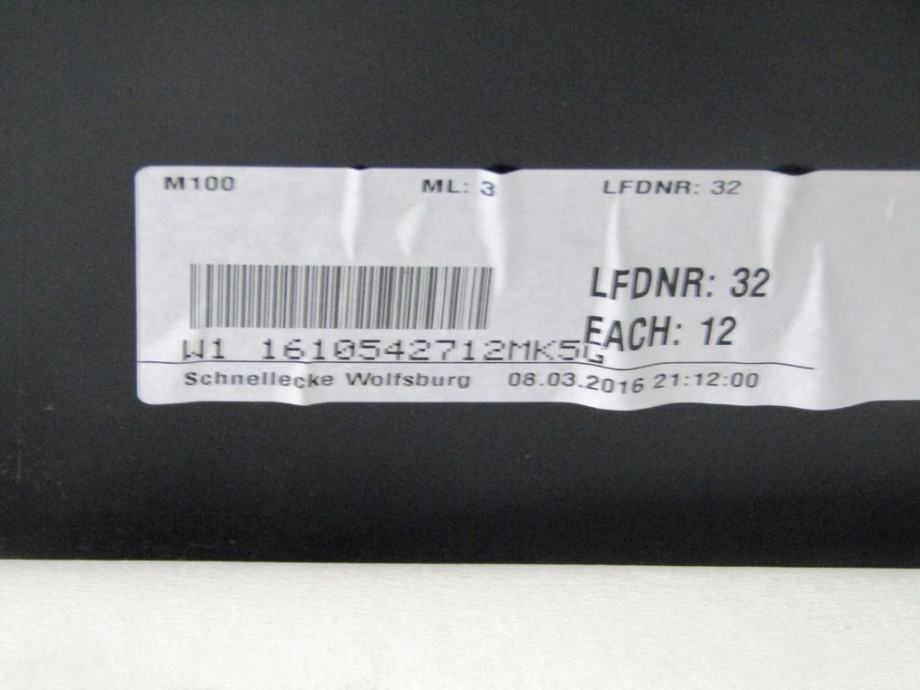 M100 ML: 3 LFDNR: 32
LFDNR: 32
EACH: 12
W1 1610542712MK5G
Schnellecke Wolfsburg 08.03.2016 21:12:00